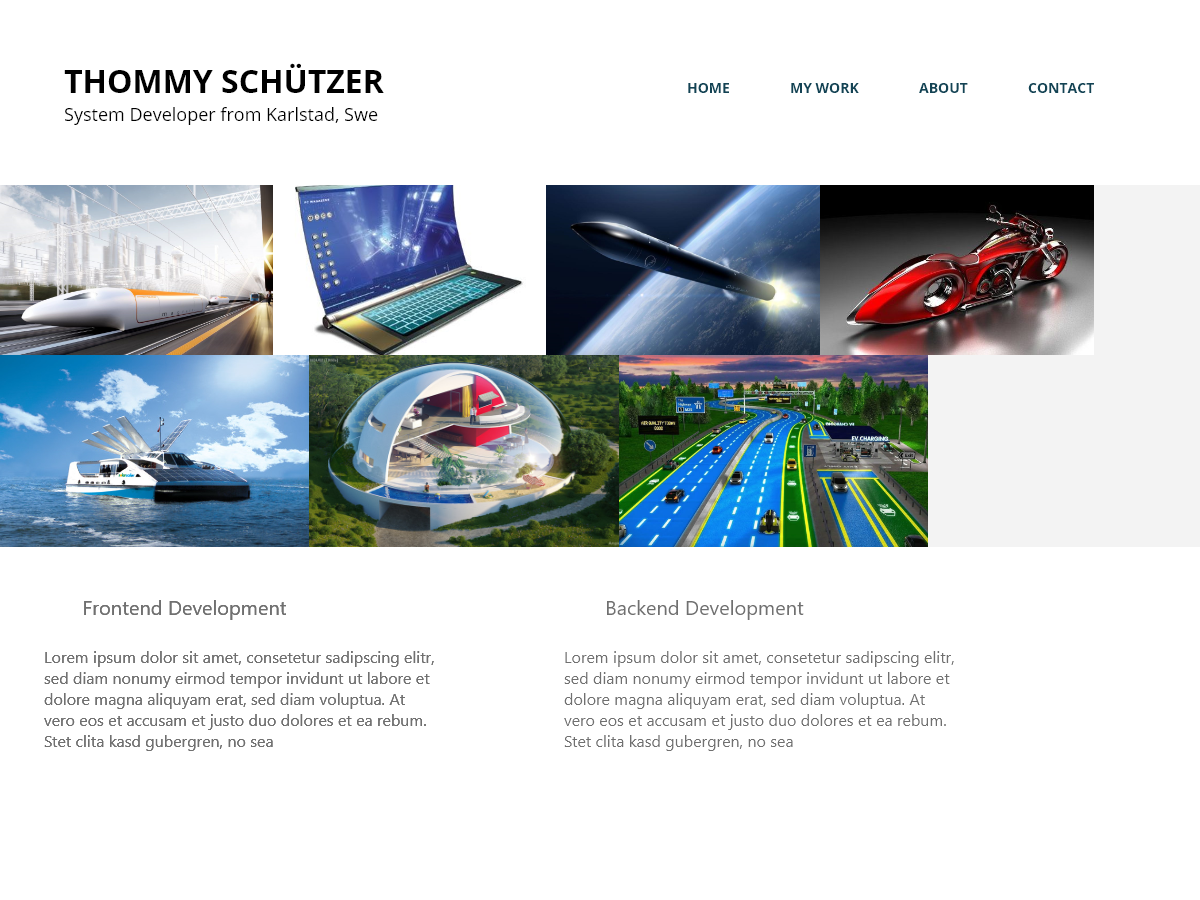 THOMMY SCHÜTZER
System Developer from Karlstad, Swe
HOME
MY WORK
ABOUT
CONTACT
EV CHARGING
Frontend Development
Lorem ipsum dolor sit amet, consetetur sadipscing elitr,
sed diam nonumy eirmod tempor invidunt ut labore et
dolore magna aliquyam erat, sed diam voluptua. At
vero eos et accusam et justo duo dolores et ea rebum.
Stet clita kasd gubergren, no sea
Backend Development
Lorem ipsum dolor sit amet, consetetur sadipscing elitr,
sed diam nonumy eirmod tempor invidunt ut labore et
dolore magna aliquyam erat, sed diam voluptua. At
vero eos et accusam et justo duo dolores et ea rebum.
Stet clita kasd gubergren, no sea